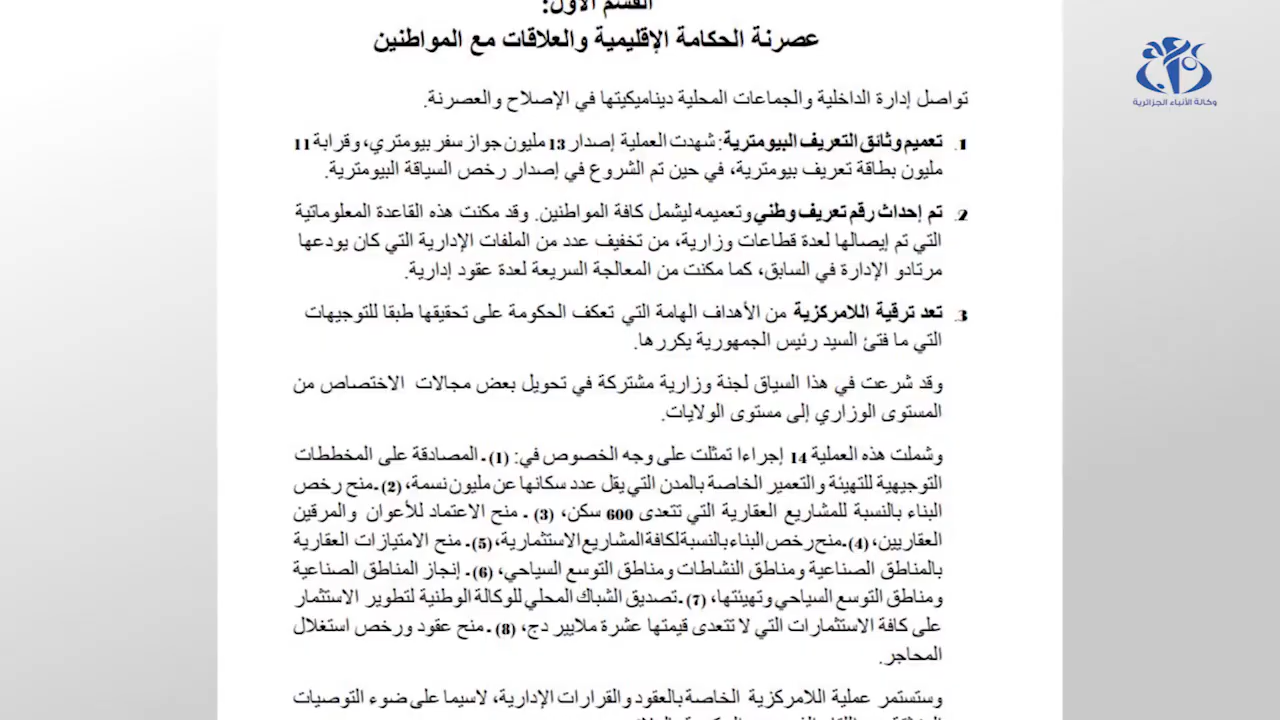 القسم الأول:
عصرنة الحكامة الإقليمية والعلاقات مع المواطنين
وكالة الأنباء الجزائرية
تواصل إدارة الداخلية والجماعات المحلية ديناميكيتها في الإصلاح والعصرنة.
1. تعميم وثائق التعريف البيومترية: شهدت العملية إصدار 13 مليون جواز سفر بيومتري، وقرابة 11
مليون بطاقة تعريف بيومترية، في حين تم الشروع في إصدار رخص السياقة البيومترية.
2. تم إحداث رقم تعريف وطني وتعميمه ليشمل كافة المواطنين. وقد مكنت هذه القاعدة المعلوماتية
التي تم إيصالها لعدة قطاعات وزارية، من تخفيف عدد من الملفات الإدارية التي كان يودعها
مرتادو الإدارة في السابق، كما مكنت من المعالجة السريعة لعدة عقود إدارية.
3. تعد ترقية اللامركزية من الأهداف الهامة التي تعكف الحكومة على تحقيقها طبقا للتوجيهات
التي ما فتئ السيد رئيس الجمهورية يكررها.
وقد شرعت في هذا السياق لجنة وزارية مشتركة في تحويل بعض مجالات الاختصاص من
المستوى الوزاري إلى مستوى الولايات.
وشملت هذه العملية 14 إجراءا تمثلت على وجه الخصوص في: (1). المصادقة على المخططات
التوجيهية للتهيئة والتعمير الخاصة بالمدن التي يقل عدد سكانها عن مليون نسمة، (2). منح رخص
البناء بالنسبة للمشاريع العقارية التي تتعدى 600 سكن، (3). منح الاعتماد للأعوان والمرقين
العقاريين، (4). منح رخص البناء بالنسبة لكافة المشاريع الاستثمارية، (5). منح الامتيازات العقارية
بالمناطق الصناعية ومناطق النشاطات ومناطق التوسع السياحي، (6). إنجاز المناطق الصناعية
ومناطق التوسع السياحي وتهيئتها، (7). تصديق الشباك المحلي للوكالة الوطنية لتطوير الاستثمار
على كافة الاستثمارات التي لا تتعدى قيمتها عشرة ملايير دج، (8). منح عقود ورخص استغلال
المحاجر.
وستستمر عملية اللامركزية الخاصة بالعقود والقرارات الإدارية، لاسيما على ضوء التوصيات